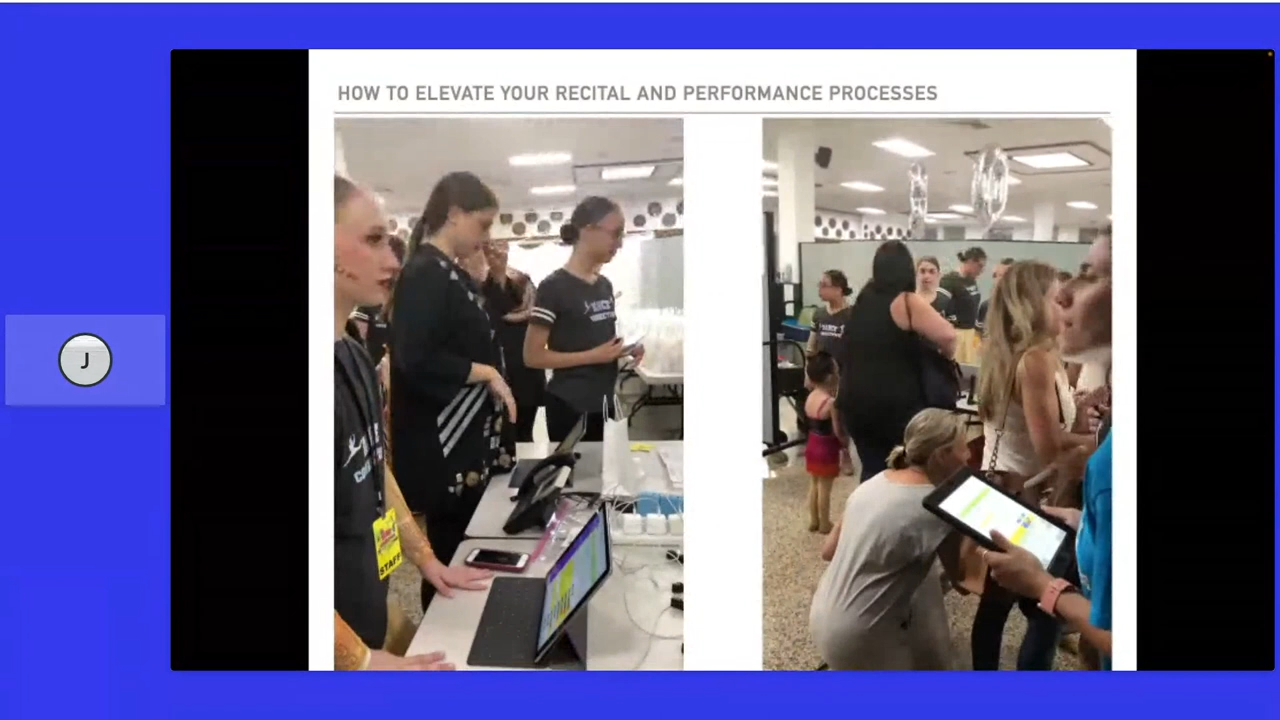 HOW TO ELEVATE YOUR RECITAL AND PERFORMANCE PROCESSES
J
STAFF